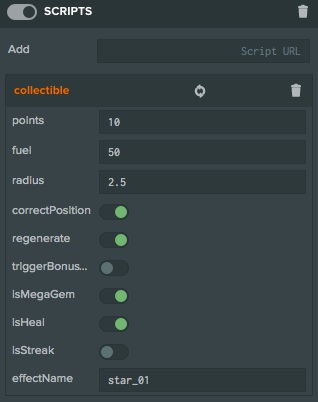 SCRIPTS
Add Script URL
collectible
points 10
fuel 50
radius 2.5
correctPosition
regenerate
triggerBonus...
IsMegaGem
IsHeal
IsStreak
effectName star_01